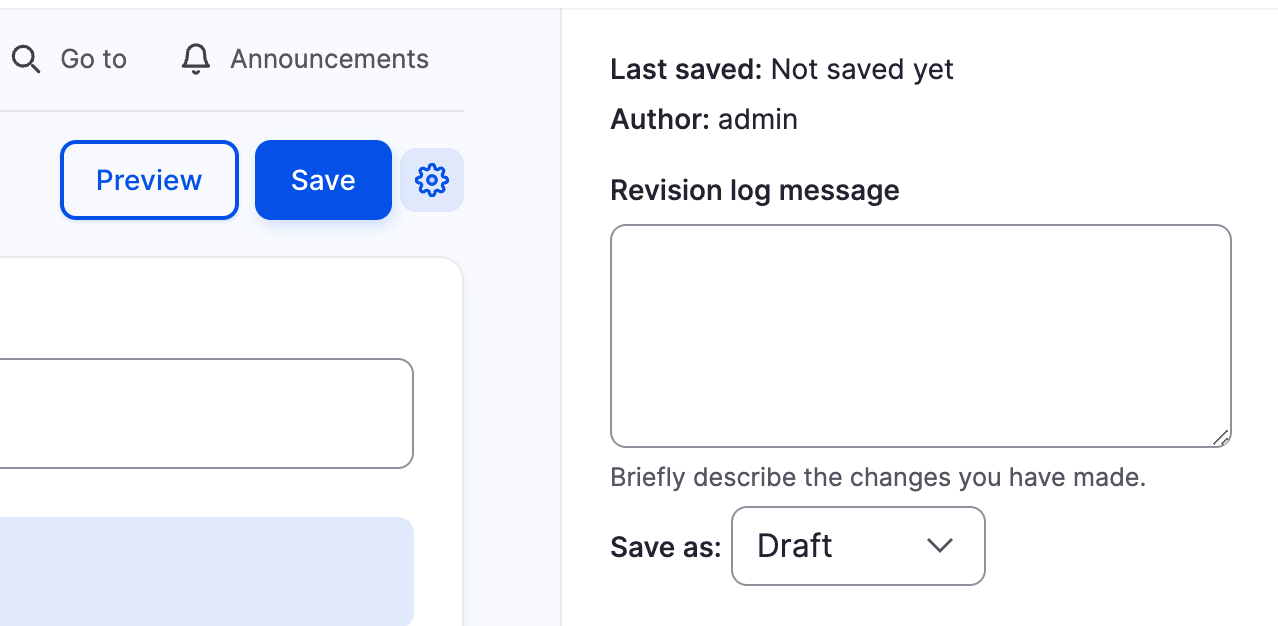 Go to
Announcements
Preview
Save
Last saved: Not saved yet
Author: admin
Revision log message
Briefly describe the changes you have made.
Save as: Draft